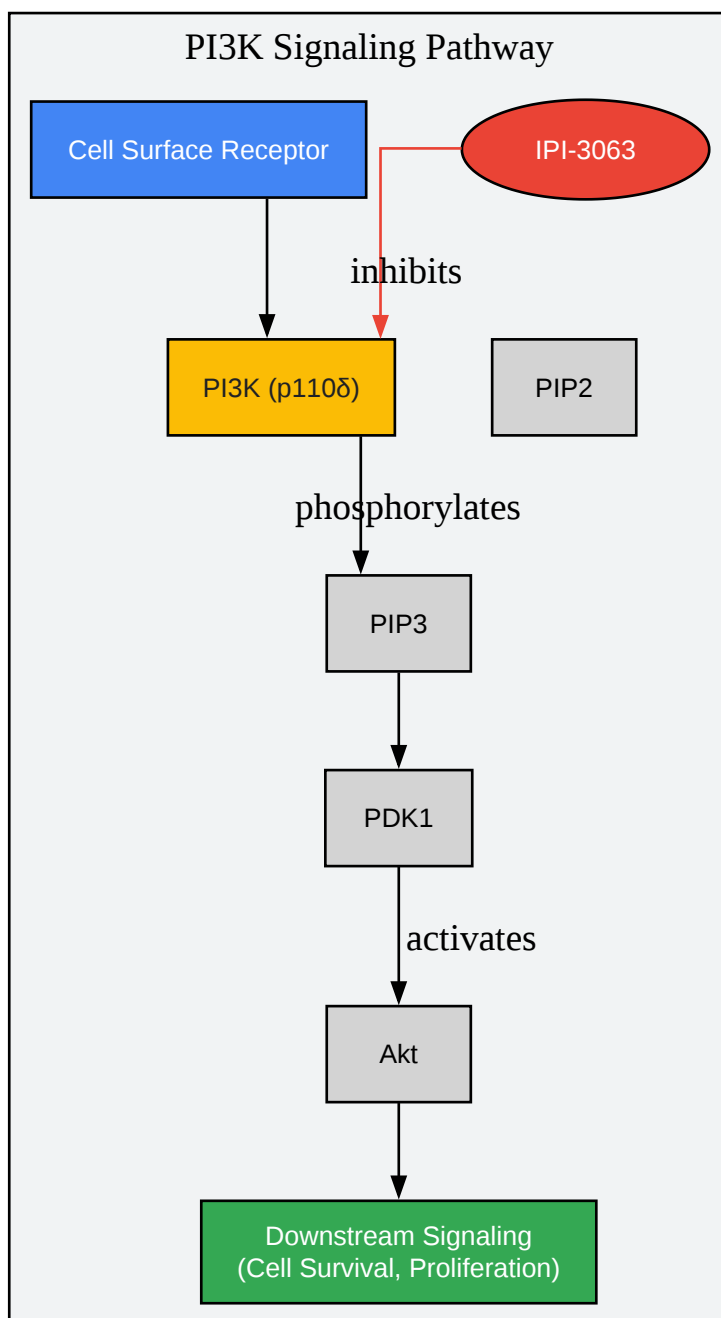 PI3K Signaling Pathway
Cell Surface Receptor
IPI-3063
inhibits
PI3K (p110δ)
PIP2
phosphorylates
PIP3
PDK1
activates
Akt
Downstream Signaling
(Cell Survival, Proliferation)